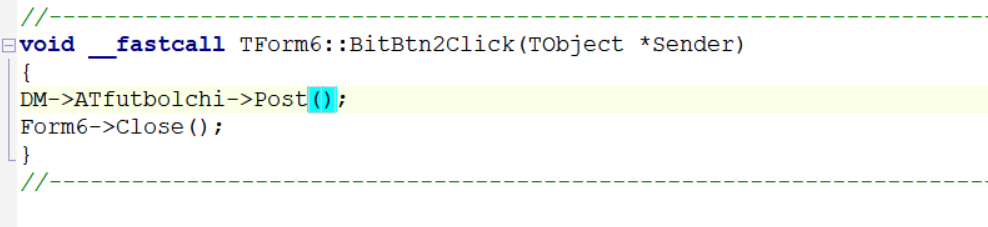 //---------------------------------------------------------------------
void __fastcall TForm6::BitBtn2Click(TObject *Sender)
{
DM->ATfutbolchi->Post();
Form6->Close();
}
//---------------------------------------------------------------------